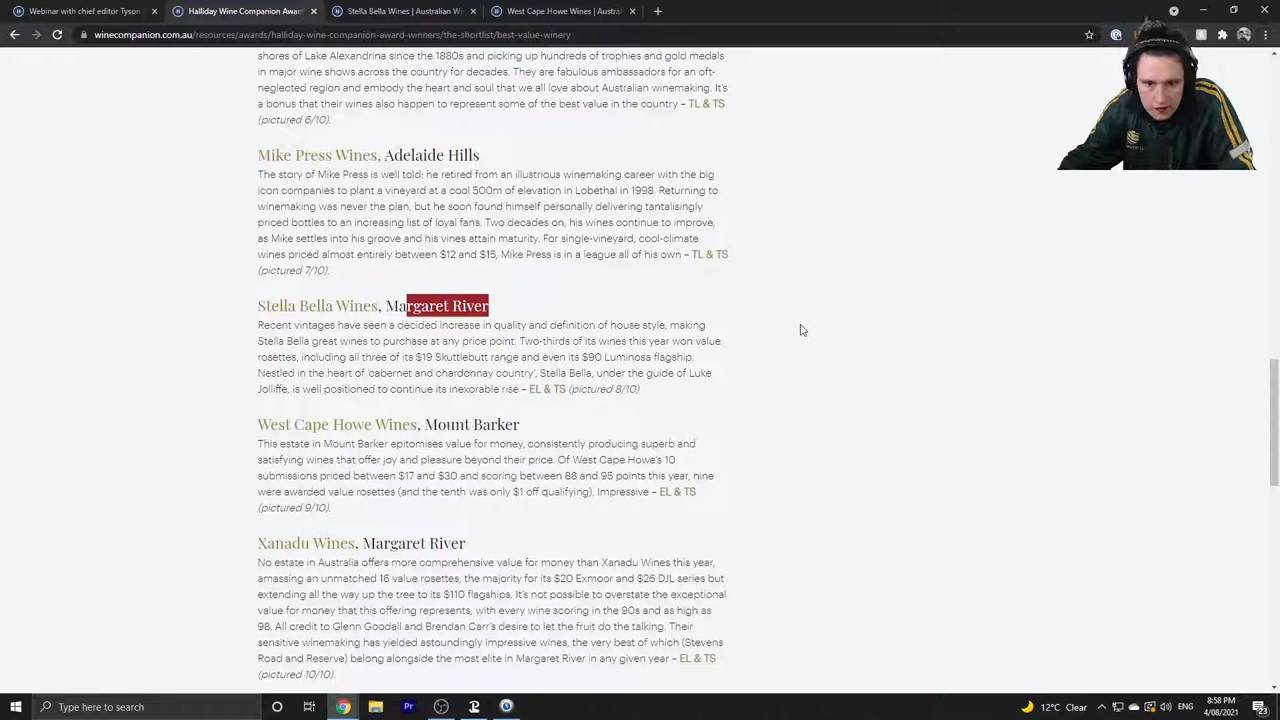 Webinar with chief editor Tyson
Halliday Wine Companion Awar
Stella Bella Wines | Australian Wi
West Cape Howe Wines | Austral
winecompanion.com.au/resources/awards/halliday-wine-companion-award-winners/the-shortlist/best-value-winery
shores of Lake Alexandrina since the 1880s and picking up hundreds of trophies and gold medals
in major wine shows across the country for decades. They are fabulous ambassadors for an oft-
neglected region and embody the heart and soul that we all love about Australian winemaking. It's
a bonus that their wines also happen to represent some of the best value in the country – TL & TS
(pictured 6/10).
Mike Press Wines, Adelaide Hills
The story of Mike Press is well told: he retired from an illustrious winemaking career with the big
icon companies to plant a vineyard at a cool 500m of elevation in Lobethal in 1998. Returning to
winemaking was never the plan, but he soon found himself personally delivering tantalisingly
priced bottles to an increasing list of loyal fans. Two decades on, his wines continue to improve,
as Mike settles into his groove and his vines attain maturity. For single-vineyard, cool-climate
wines priced almost entirely between $12 and $15, Mike Press is in a league all of his own – TL & TS
(pictured 7/10).
Stella Bella Wines, Margaret River
Recent vintages have seen a decided increase in quality and definition of house style, making
Stella Bella great wines to purchase at any price point. Two-thirds of its wines this year won value
rosettes, including all three of its $19 Skuttlebutt range and even its $90 Luminosa flagship.
Nestled in the heart of 'cabernet and chardonnay country', Stella Bella, under the guide of Luke
Jolliffe, is well positioned to continue its inexorable rise – EL & TS (pictured 8/10)
West Cape Howe Wines, Mount Barker
This estate in Mount Barker epitomises value for money, consistently producing superb and
satisfying wines that offer joy and pleasure beyond their price. Of West Cape Howe's 10
submissions priced between $17 and $30 and scoring between 88 and 95 points this year, nine
were awarded value rosettes (and the tenth was only $1 off qualifying). Impressive – EL & TS
(pictured 9/10).
Xanadu Wines, Margaret River
No estate in Australia offers more comprehensive value for money than Xanadu Wines this year,
amassing an unmatched 16 value rosettes, the majority for its $20 Exmoor and $26 DJL series but
extending all the way up the tree to its $110 flagships. It's not possible to overstate the exceptional
value for money that this offering represents, with every wine scoring in the 90s and as high as
98. All credit to Glenn Goodall and Brendan Carr's desire to let the fruit do the talking. Their
sensitive winemaking has yielded astoundingly impressive wines, the very best of which (Stevens
Road and Reserve) belong alongside the most elite in Margaret River in any given year – EL & TS
(pictured 10/10).
Type here to search
12°C Clear
8:58 PM
4/08/2021
23